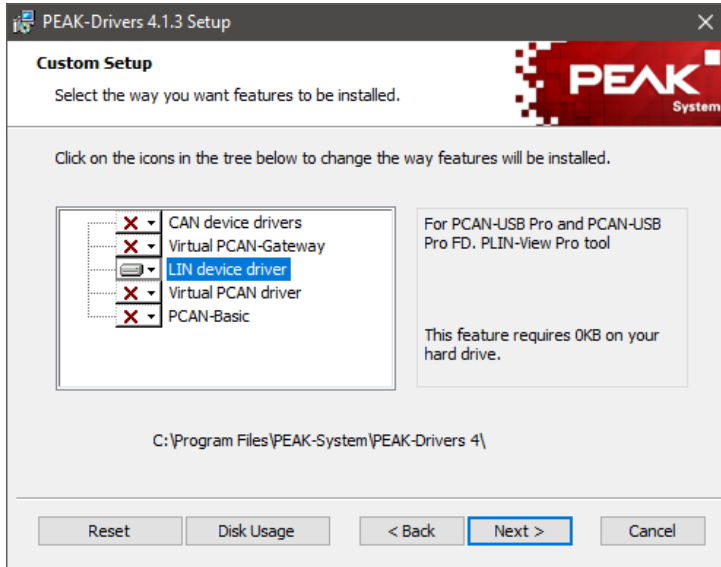 PEAK-Drivers 4.1.3 Setup
Custom Setup
Select the way you want features to be installed.
PEAK
System
Click on the icons in the tree below to change the way features will be installed.
CAN device drivers
Virtual PCAN-Gateway
LIN device driver
Virtual PCAN driver
PCAN-Basic
For PCAN-USB Pro and PCAN-USB
Pro FD. PLIN-View Pro tool
This feature requires 0KB on your
hard drive.
C:\Program Files\PEAK-System\PEAK-Drivers 4\
Reset
Disk Usage
< Back
Next >
Cancel